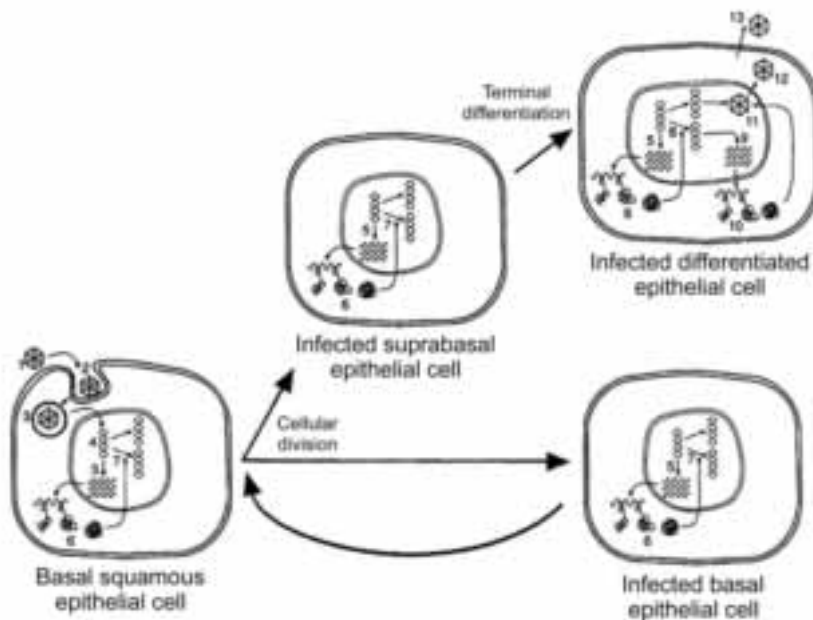 13
12
11
Terminal
differentiation
5
8
9
6
10
Infected differentiated
epithelial cell
5
7
6
Infected suprabasal
epithelial cell
1
2
3
4
7
6
Basal squamous
epithelial cell
Cellular
division
5
7
6
Infected basal
epithelial cell